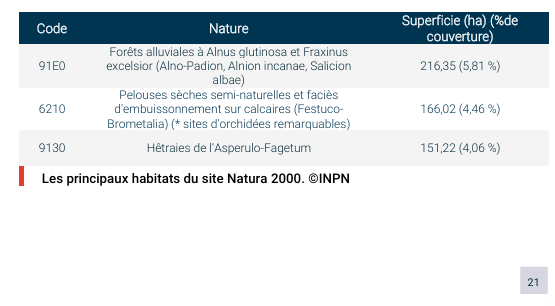 Code Nature Superficie (ha) (%de
couverture)
Forêts alluviales à Alnus glutinosa et Fraxinus
91E0 excelsior (Alno-Padion, Alnion incanae, Salicion 216,35 (5,81 %)
albae)
Pelouses sèches semi-naturelles et faciès
6210 d'embuissonnement sur calcaires (Festuco- 166,02 (4,46 %)
Brometalia) (* sites d'orchidées remarquables)
9130 Hêtraies de l'Asperulo-Fagetum 151,22 (4,06 %)
Les principaux habitats du site Natura 2000. ©INPN
21